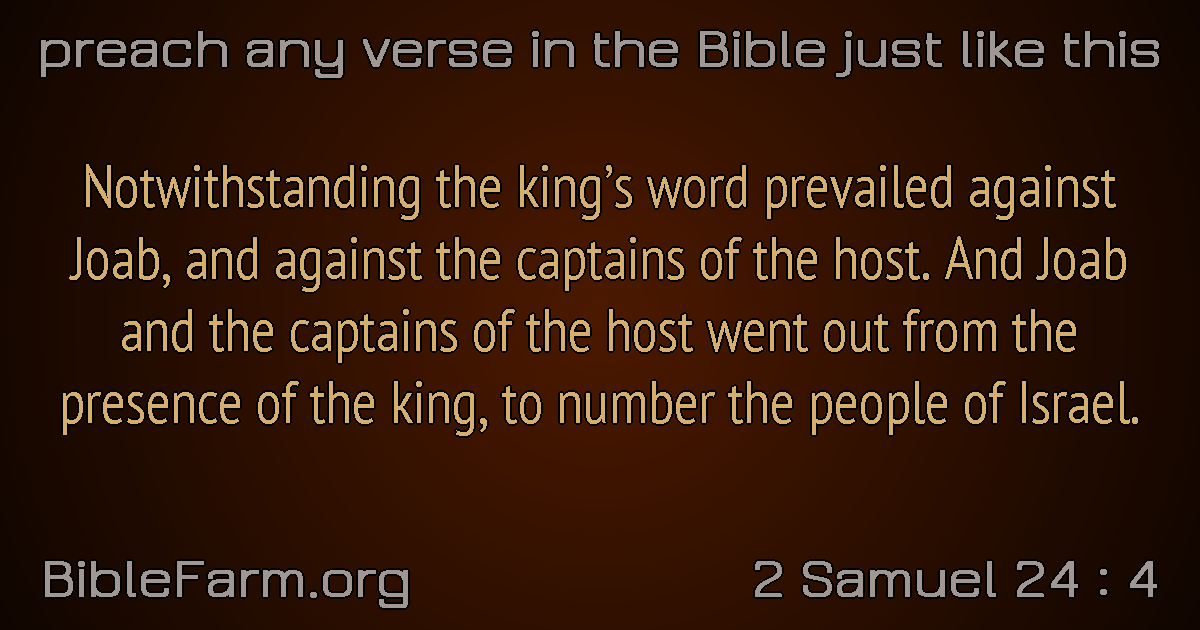 preach any verse in the Bible just like this
Notwithstanding the king’s word prevailed against
Joab, and against the captains of the host. And Joab
and the captains of the host went out from the
presence of the king, to number the people of Israel.
BibleFarm.org
2 Samuel 24 : 4